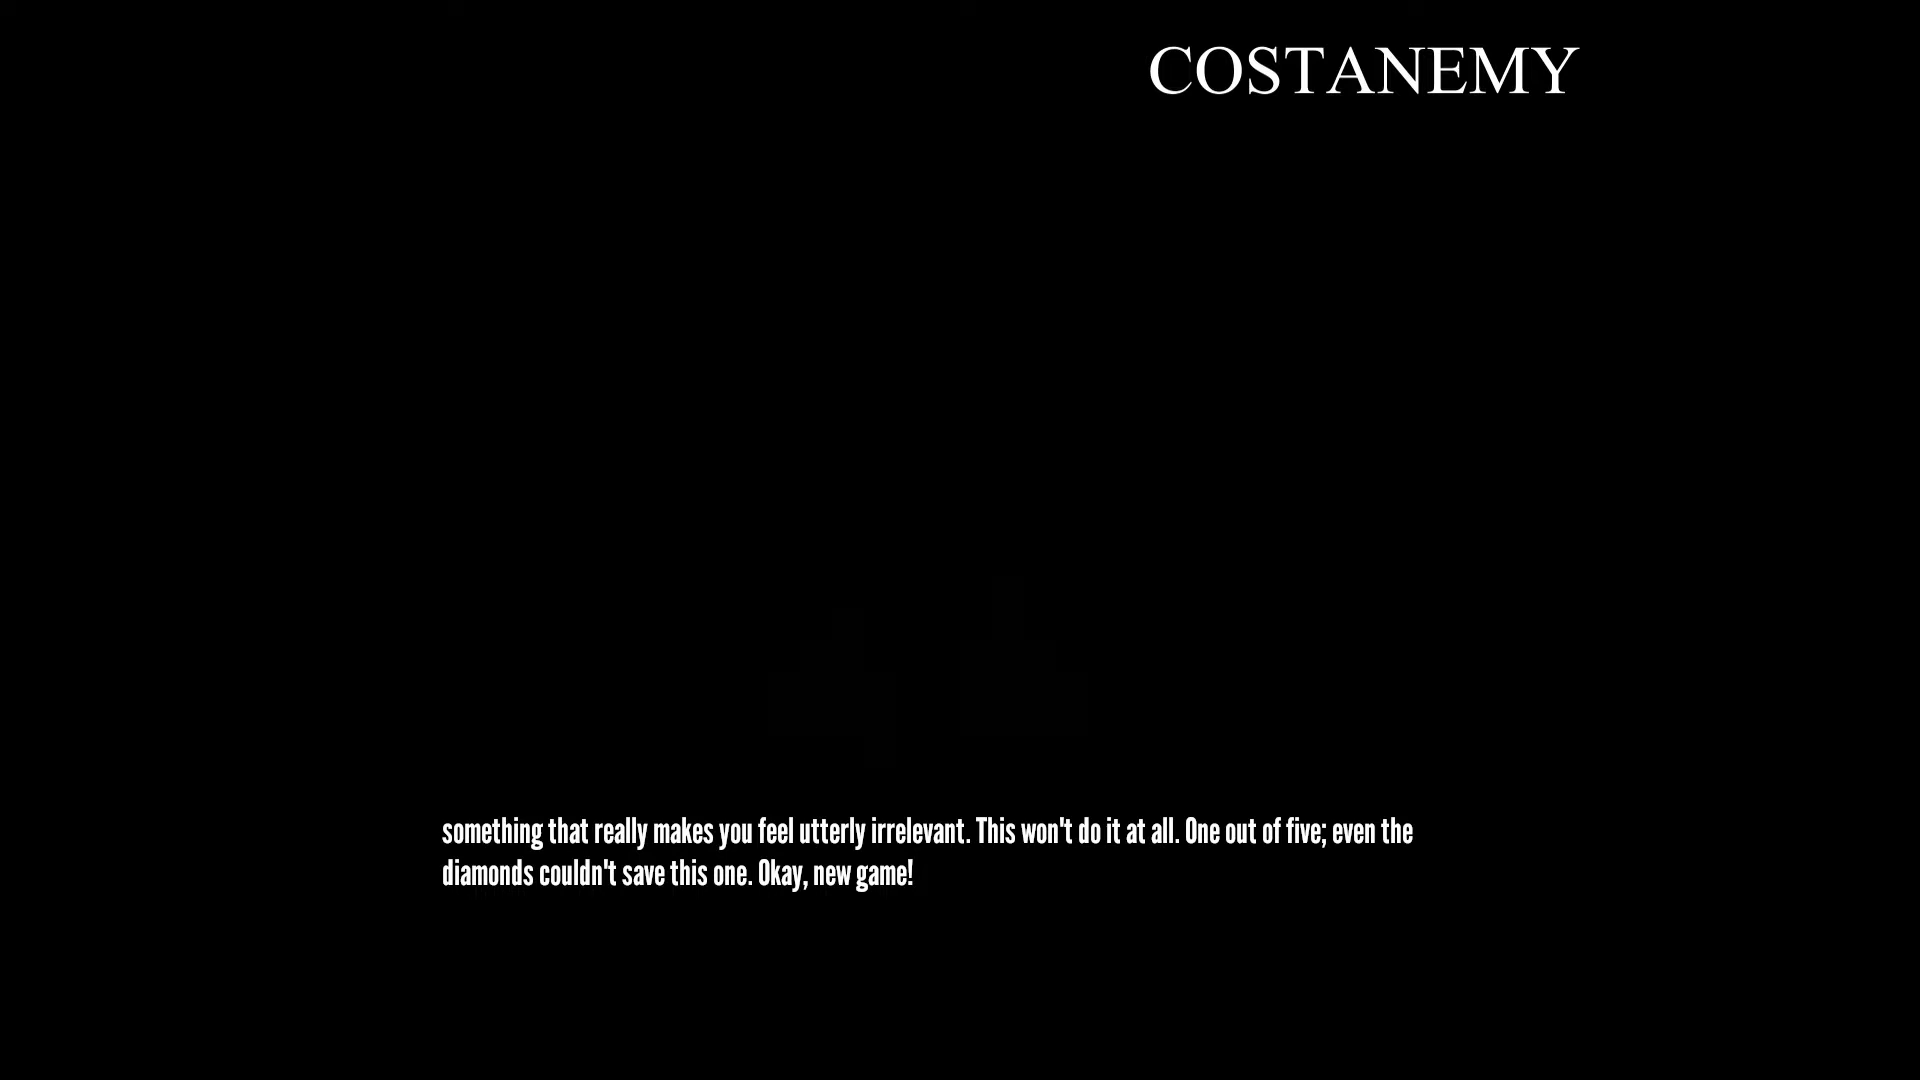 COSTANEMY
something that really makes you feel utterly irrelevant. This won't do it at all. One out of five; even the
diamonds couldn't save this one. Okay, new game!